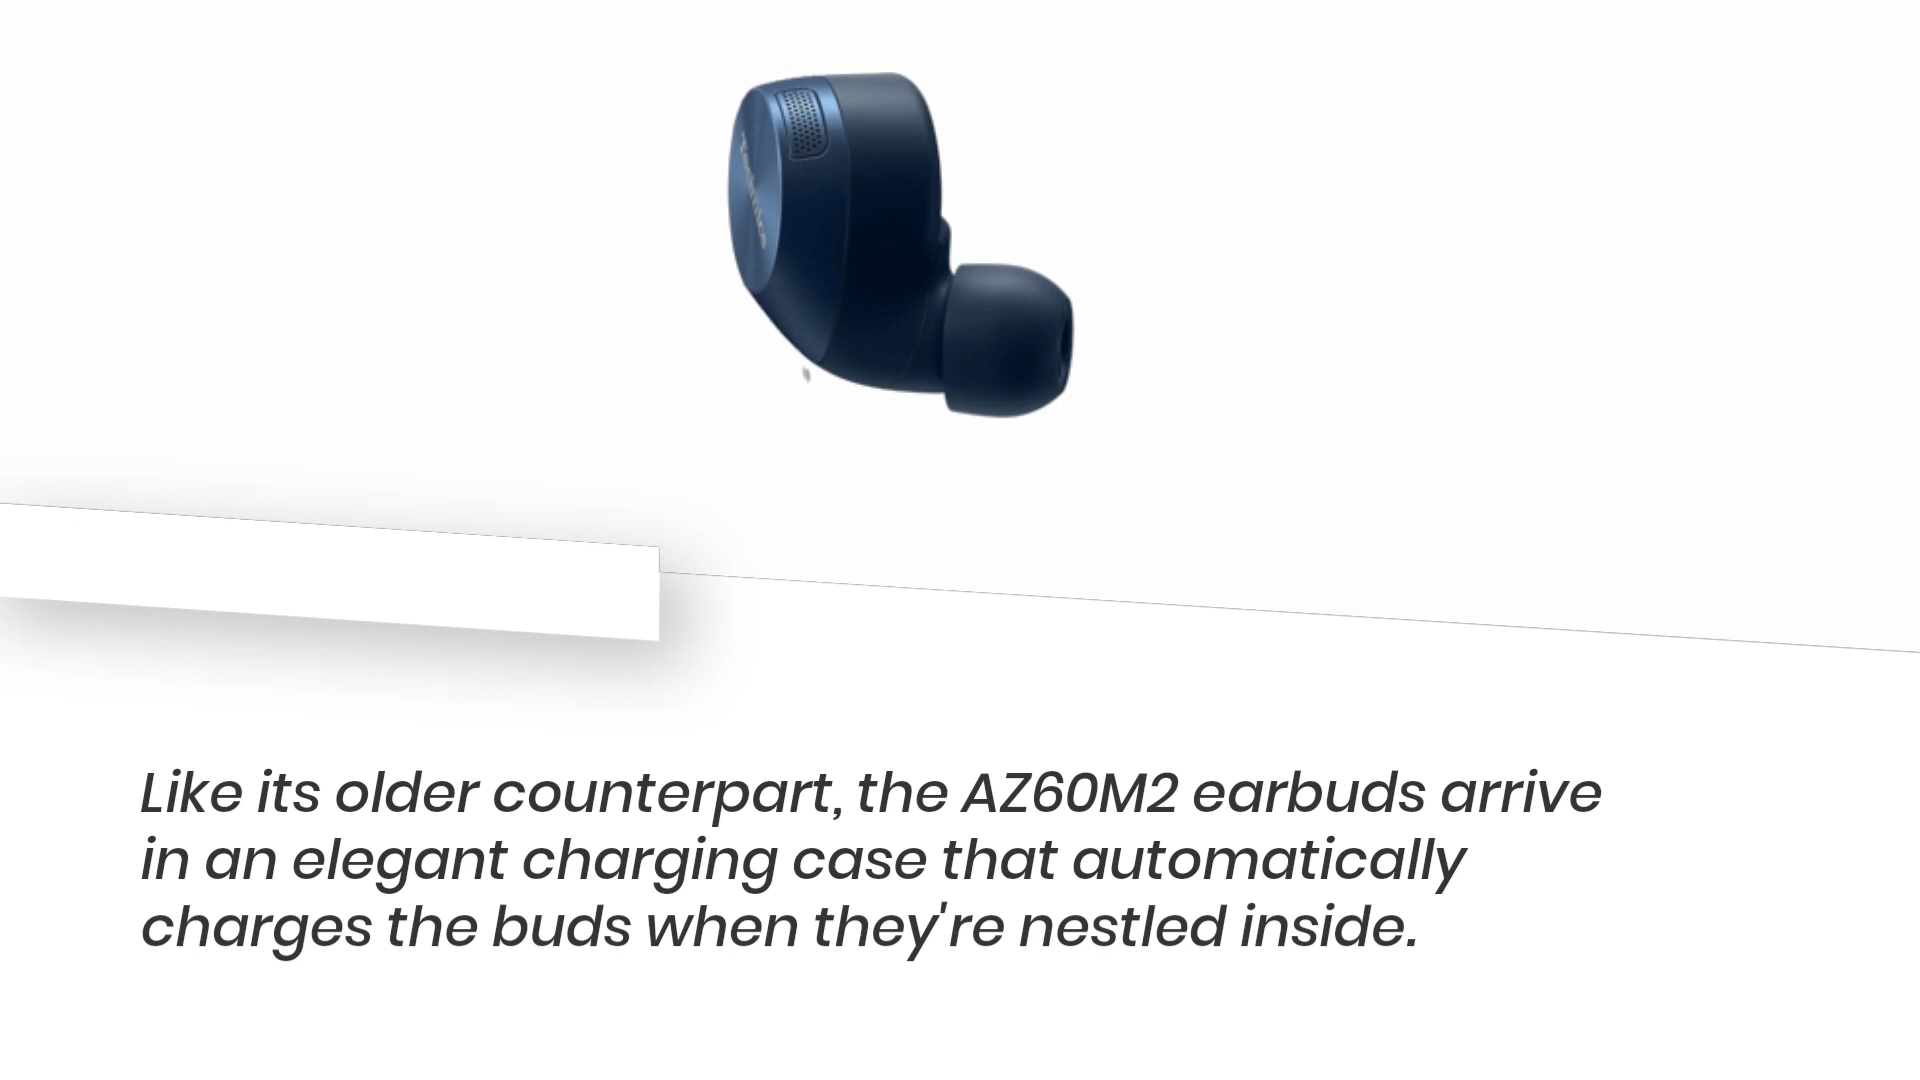 Technics
Like its older counterpart, the AZ60M2 earbuds arrive
in an elegant charging case that automatically
charges the buds when they're nestled inside.